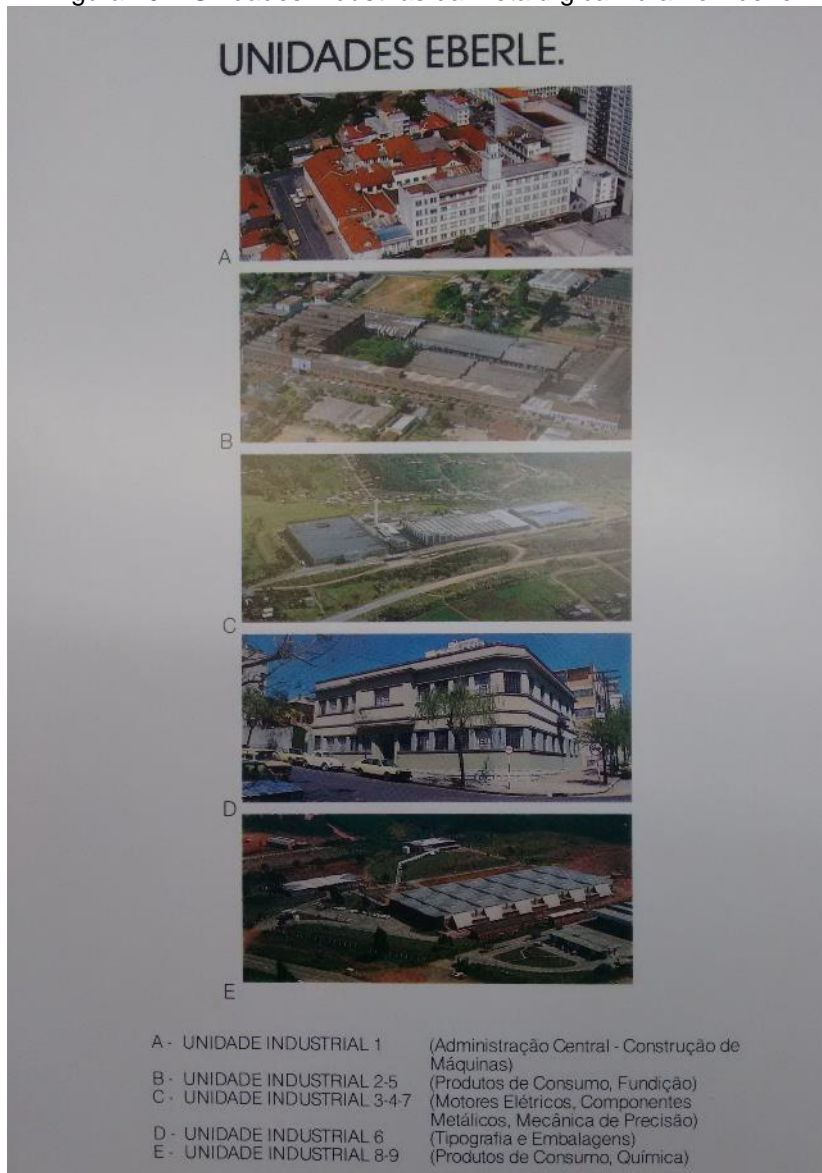 UNIDADES EBERLE.
A
B
C
D
E
A - UNIDADE INDUSTRIAL 1 (Administração Central - Construção de
Máquinas)
B - UNIDADE INDUSTRIAL 2-5 (Produtos de Consumo, Fundição)
C - UNIDADE INDUSTRIAL 3-4-7 (Motores Elétricos, Componentes
Metálicos, Mecânica de Precisão)
D - UNIDADE INDUSTRIAL 6 (Tipografia e Embalagens)
E - UNIDADE INDUSTRIAL 8-9 (Produtos de Consumo, Química)